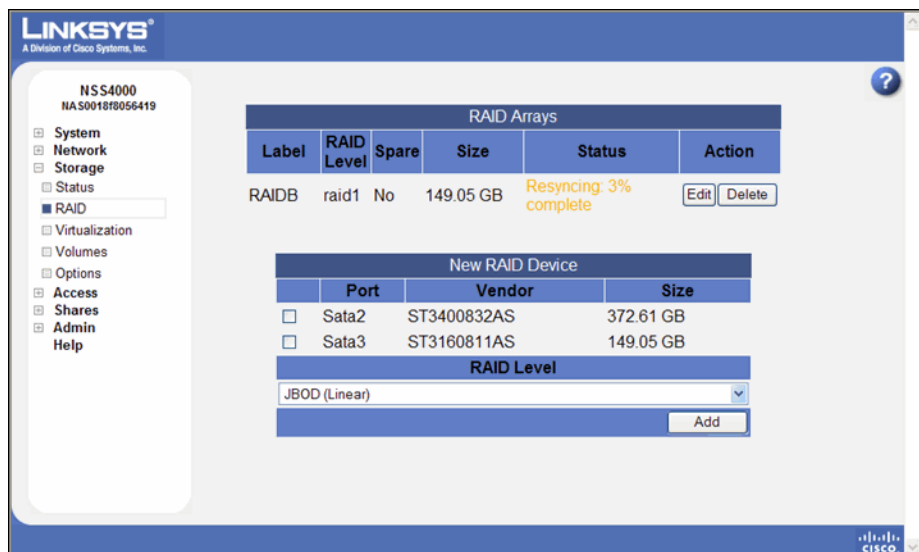 LINKSYS®
A Division of Cisco Systems, Inc.
NSS4000
NAS0018f8056419
System
Network
Storage
Status
RAID
Virtualization
Volumes
Options
Access
Shares
Admin
Help
?
RAID Arrays
Label RAID Level Spare Size Status Action
RAIDB raid1 No 149.05 GB Resyncing: 3% complete Edit Delete
New RAID Device
Port Vendor Size
Sata2 ST3400832AS 372.61 GB
Sata3 ST3160811AS 149.05 GB
RAID Level
JBOD (Linear)
Add
CISCO